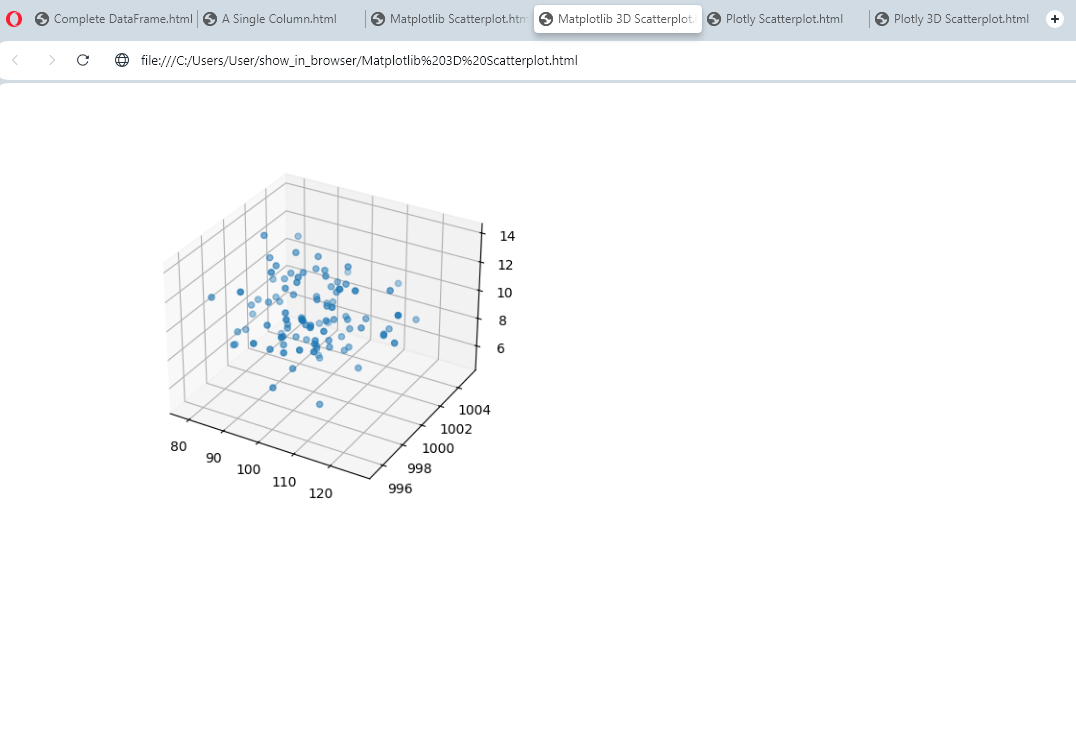 Complete DataFrame.html
A Single Column.html
Matplotlib Scatterplot.htm
Matplotlib 3D Scatterplot.
Plotly Scatterplot.html
Plotly 3D Scatterplot.html
file:///C:/Users/User/show_in_browser/Matplotlib%203D%20Scatterplot.html
14
12
10
8
6
1004
1002
1000
998
996
80
90
100
110
120